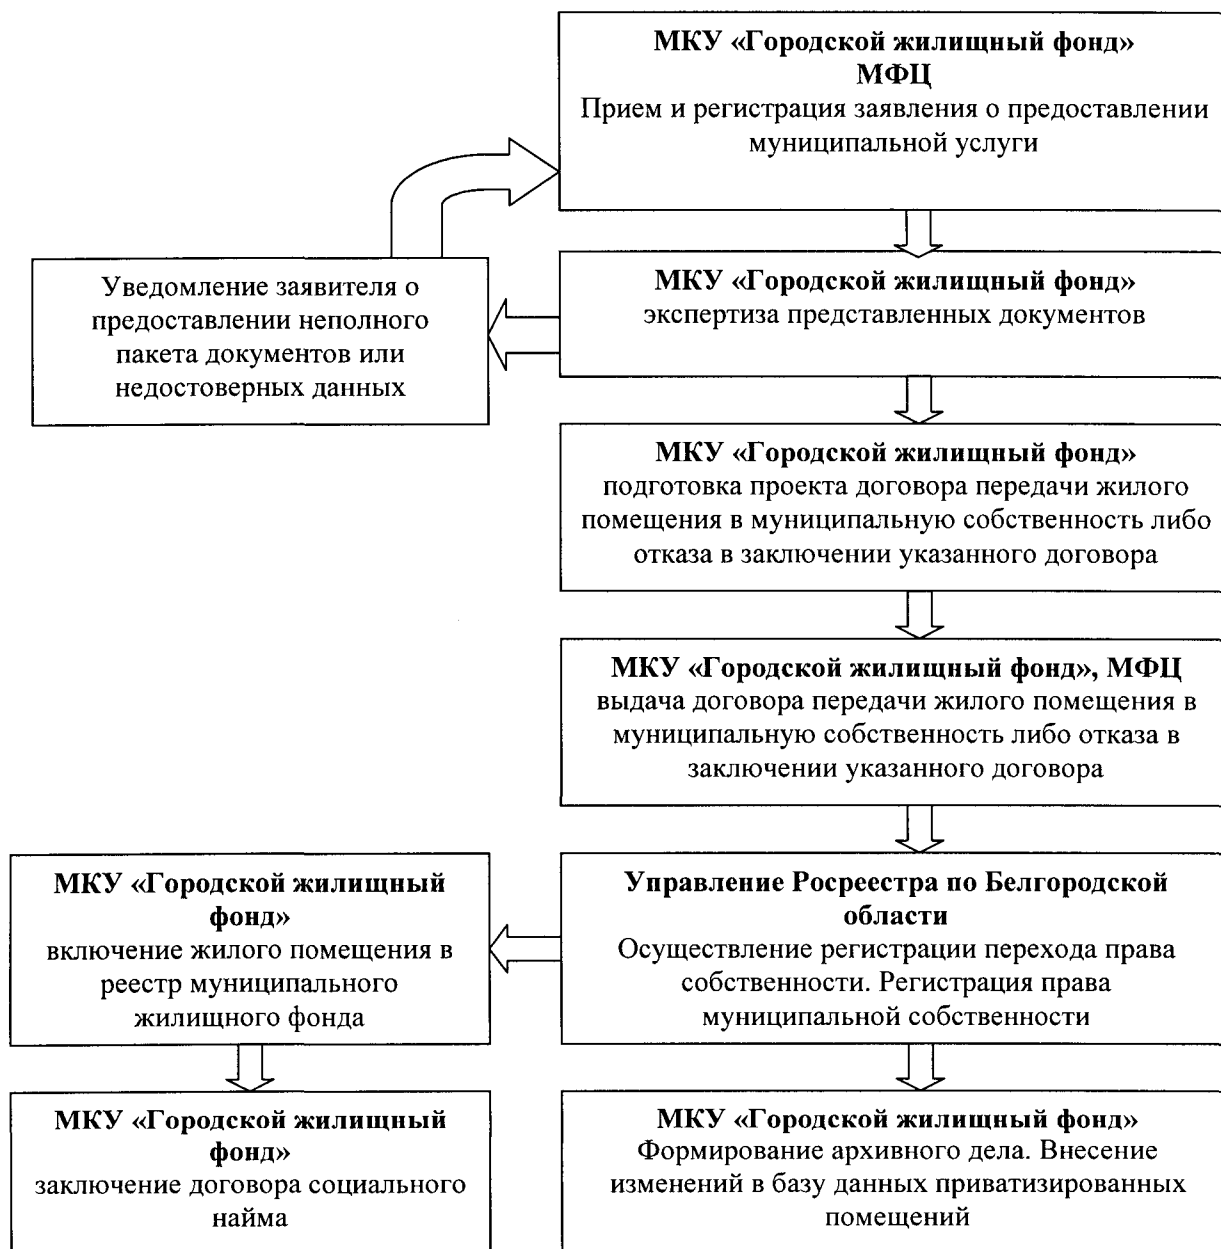 МКУ «Городской жилищный фонд»
МФЦ
Прием и регистрация заявления о предоставлении
муниципальной услуги
Уведомление заявителя о
предоставлении неполного
пакета документов или
недостоверных данных
МКУ «Городской жилищный фонд»
экспертиза представленных документов
МКУ «Городской жилищный фонд»
подготовка проекта договора передачи жилого
помещения в муниципальную собственность либо
отказа в заключении указанного договора
МКУ «Городской жилищный фонд», МФЦ
выдача договора передачи жилого помещения в
муниципальную собственность либо отказа в
заключении указанного договора
Управление Росреестра по Белгородской
области
Осуществление регистрации перехода права
собственности. Регистрация права
муниципальной собственности
МКУ «Городской жилищный
фонд»
включение жилого помещения в
реестр муниципального
жилищного фонда
МКУ «Городской жилищный
фонд»
заключение договора социального
найма
МКУ «Городской жилищный фонд»
Формирование архивного дела. Внесение
изменений в базу данных приватизированных
помещений